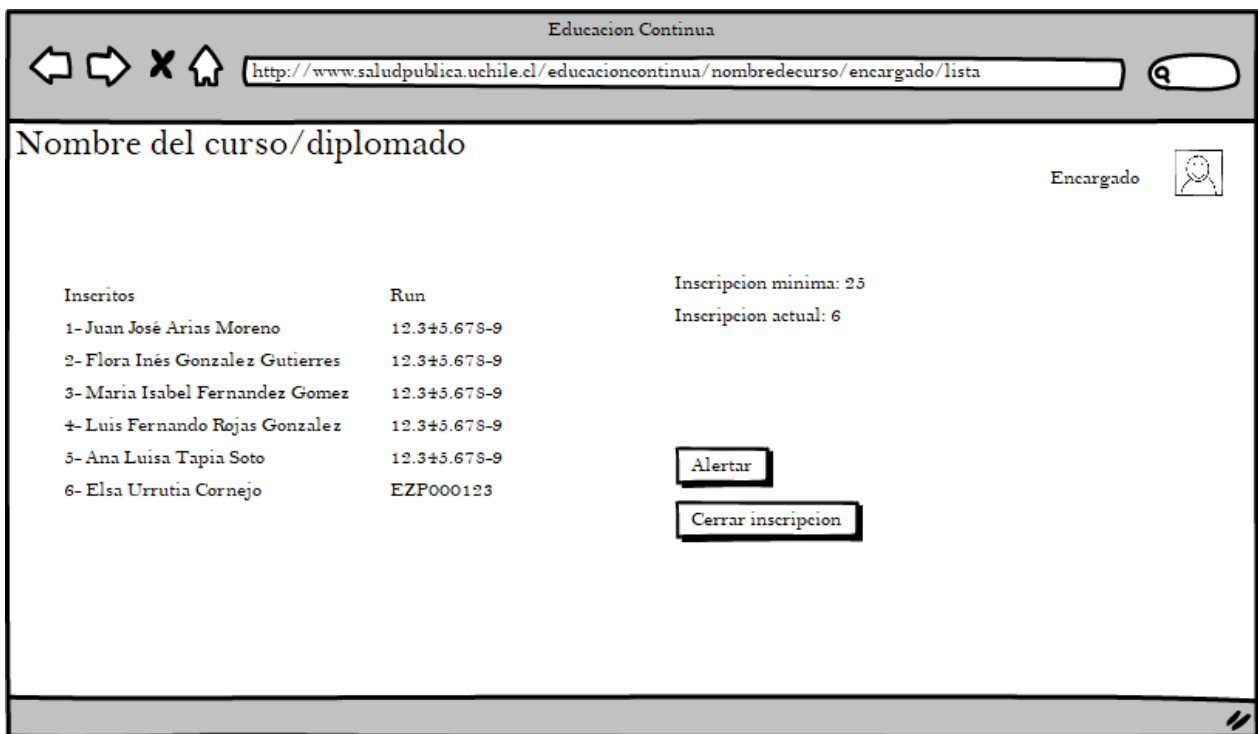 Educacion Continua
http://www.saludpublica.uchile.cl/educacioncontinua/nombredecurso/encargado/lista
Nombre del curso/diplomado
Encargado
Inscritos Run
1- Juan José Arias Moreno 12.345.678-9
2- Flora Inés Gonzalez Gutierres 12.345.678-9
3- Maria Isabel Fernandez Gomez 12.345.678-9
4- Luis Fernando Rojas Gonzalez 12.345.678-9
5- Ana Luisa Tapia Soto 12.345.678-9
6- Elsa Urrutia Cornejo EZP000123
Inscripcion minima: 25
Inscripcion actual: 6
Alertar
Cerrar inscripcion